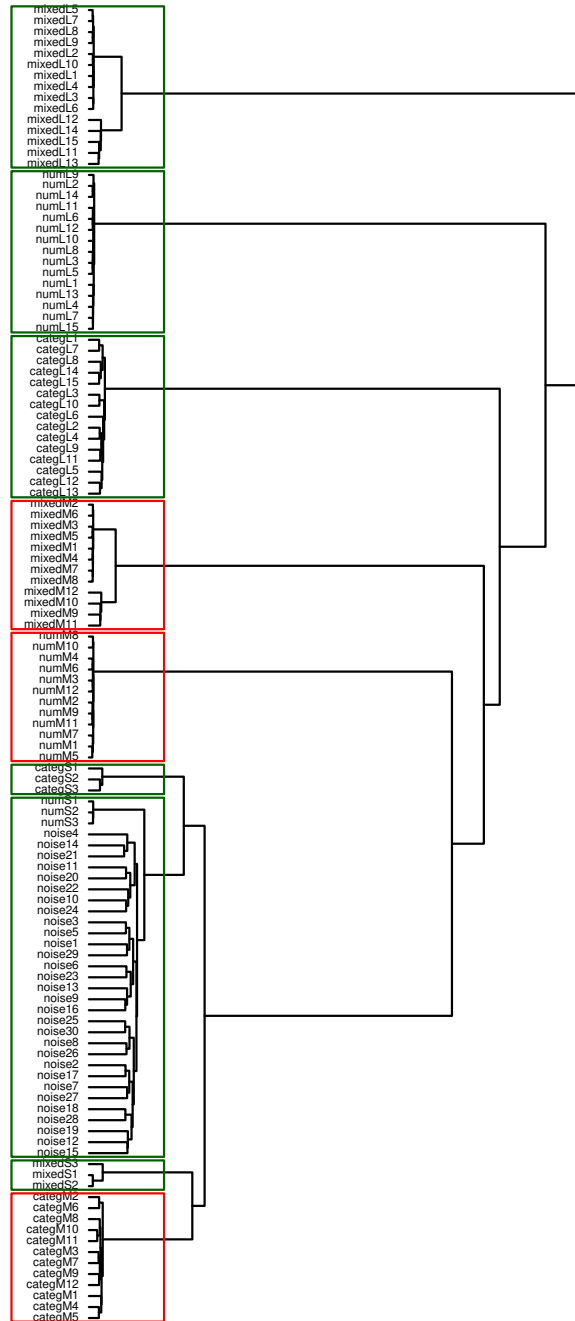 mixedL5
mixedL7
mixedL8
mixedL9
mixedL2
mixedL10
mixedL1
mixedL4
mixedL3
mixedL6
mixedL12
mixedL14
mixedL15
mixedL11
mixedL13
numL9
numL2
numL14
numL11
numL6
numL12
numL10
numL8
numL3
numL5
numL1
numL13
numL4
numL7
numL15
categL1
categL7
categL8
categL14
categL15
categL3
categL10
categL6
categL2
categL4
categL9
categL11
categL5
categL12
categL13
mixedM2
mixedM6
mixedM3
mixedM5
mixedM1
mixedM4
mixedM7
mixedM8
mixedM12
mixedM10
mixedM9
mixedM11
numM8
numM10
numM4
numM6
numM3
numM12
numM2
numM9
numM11
numM7
numM1
numM5
categS1
categS2
categS3
numS1
numS2
numS3
noise4
noise14
noise21
noise11
noise20
noise22
noise10
noise24
noise3
noise5
noise1
noise29
noise6
noise23
noise13
noise9
noise16
noise25
noise30
noise8
noise26
noise2
noise17
noise7
noise27
noise18
noise28
noise19
noise12
noise15
mixedS3
mixedS1
mixedS2
categM2
categM6
categM8
categM10
categM11
categM3
categM7
categM9
categM12
categM1
categM4
categM5